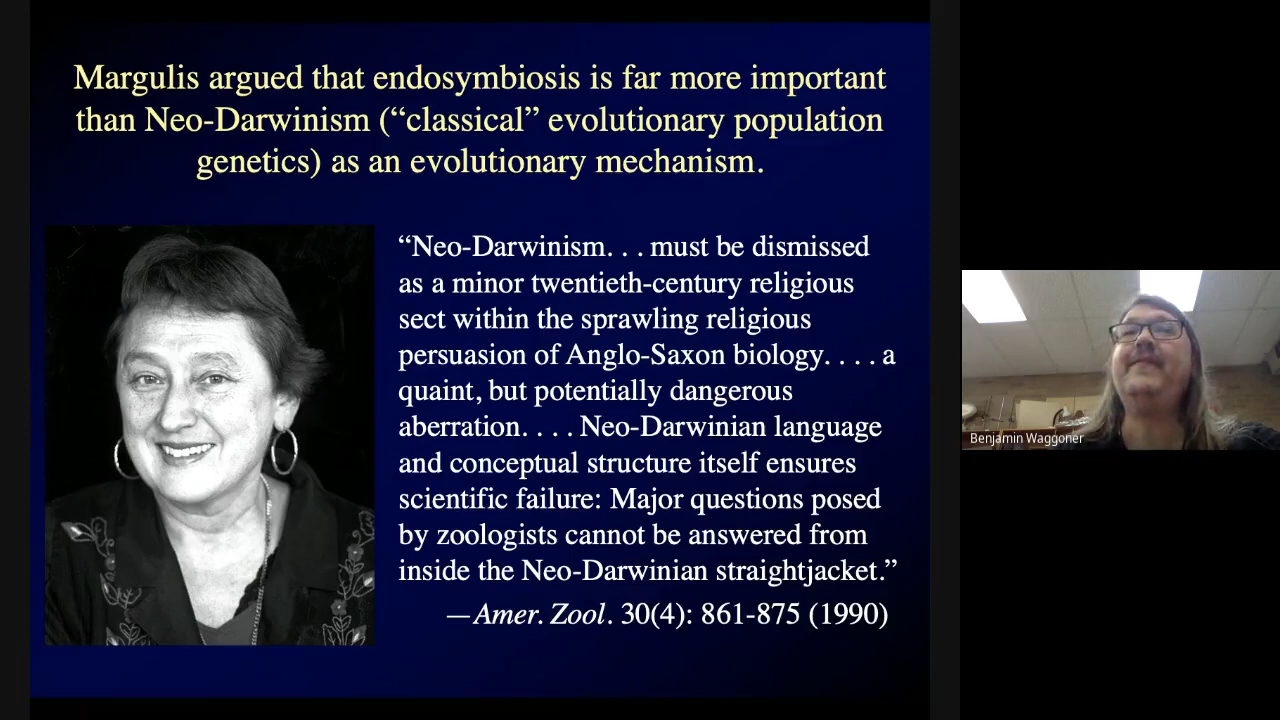 Margulis argued that endosymbiosis is far more important
than Neo-Darwinism (“classical” evolutionary population
genetics) as an evolutionary mechanism.
“Neo-Darwinism. . . must be dismissed
as a minor twentieth-century religious
sect within the sprawling religious
persuasion of Anglo-Saxon biology. . . . a
quaint, but potentially dangerous
aberration. . . . Neo-Darwinian language
and conceptual structure itself ensures
scientific failure: Major questions posed
by zoologists cannot be answered from
inside the Neo-Darwinian straightjacket.”
—Amer. Zool. 30(4): 861-875 (1990)
Benjamin Waggoner